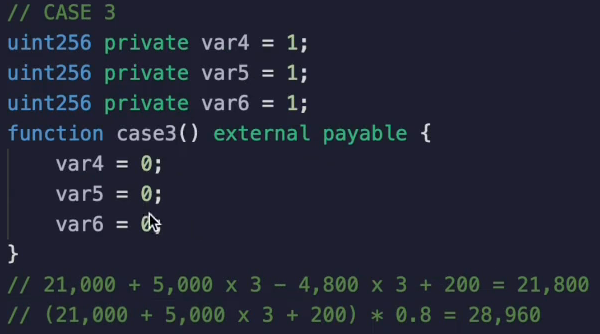 // CASE 3
uint256 private var4 = 1;
uint256 private var5 = 1;
uint256 private var6 = 1;
function case3() external payable {
    var4 = 0;
    var5 = 0;
    var6 = 0;
}
// 21,000 + 5,000 x 3 - 4,800 x 3 + 200 = 21,800
// (21,000 + 5,000 x 3 + 200) * 0.8 = 28,960